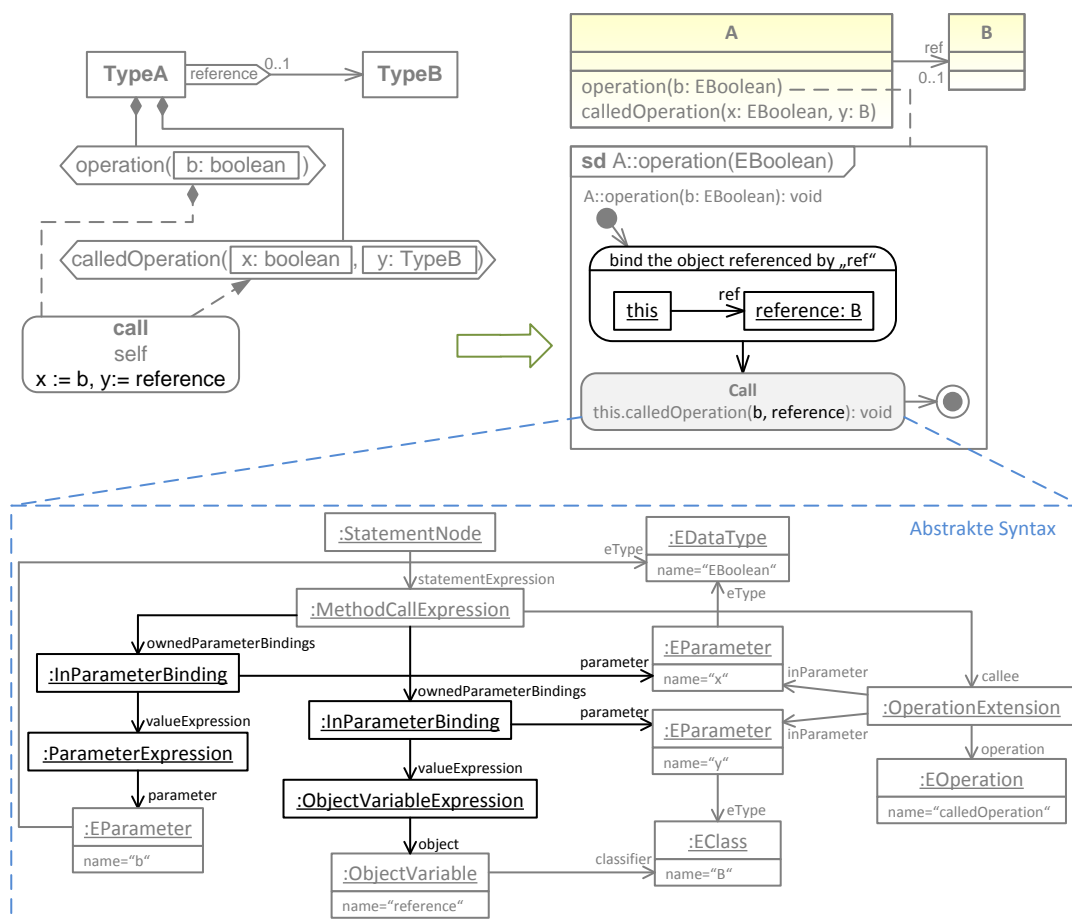 TypeA
reference
0..1
TypeB
operation( b: boolean )
calledOperation( x: boolean, y: TypeB )
call
self
x := b, y:= reference
A
ref
B
0..1
operation(b: EBoolean)
calledOperation(x: EBoolean, y: B)
sd A::operation(EBoolean)
A::operation(b: EBoolean): void
bind the object referenced by „ref“
this
ref
reference: B
Call
this.calledOperation(b, reference): void
Abstrakte Syntax
:StatementNode
eType
:EDataType
name=“EBoolean“
statementExpression
eType
:MethodCallExpression
ownedParameterBindings
:InParameterBinding
parameter
:EParameter
name=“x“
inParameter
callee
ownedParameterBindings
valueExpression
:InParameterBinding
parameter
:EParameter
name=“y“
inParameter
:OperationExtension
:ParameterExpression
valueExpression
operation
parameter
:ObjectVariableExpression
:EOperation
name=“calledOperation“
:EParameter
name=“b“
object
eType
:ObjectVariable
name=“reference“
classifier
:EClass
name=“B“